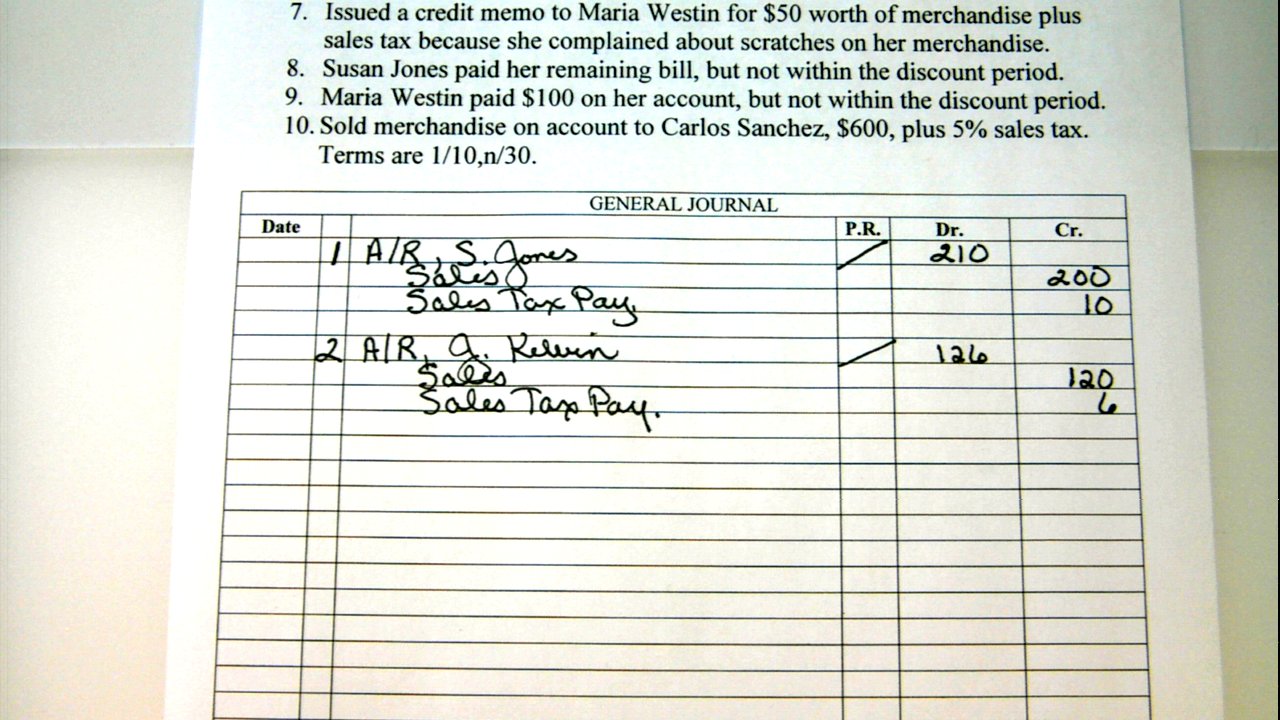 7. Issued a credit memo to Maria Westin for $50 worth of merchandise plus
sales tax because she complained about scratches on her merchandise.
8. Susan Jones paid her remaining bill, but not within the discount period.
9. Maria Westin paid $100 on her account, but not within the discount period.
10. Sold merchandise on account to Carlos Sanchez, $600, plus 5% sales tax.
Terms are 1/10,n/30.
GENERAL JOURNAL
Date P.R. Dr. Cr.
1 A/R, S. Jones 210
Sales 200
Sales Tax Pay. 10
2 A/R, J. Kelvin 126
Sales 120
Sales Tax Pay. 6